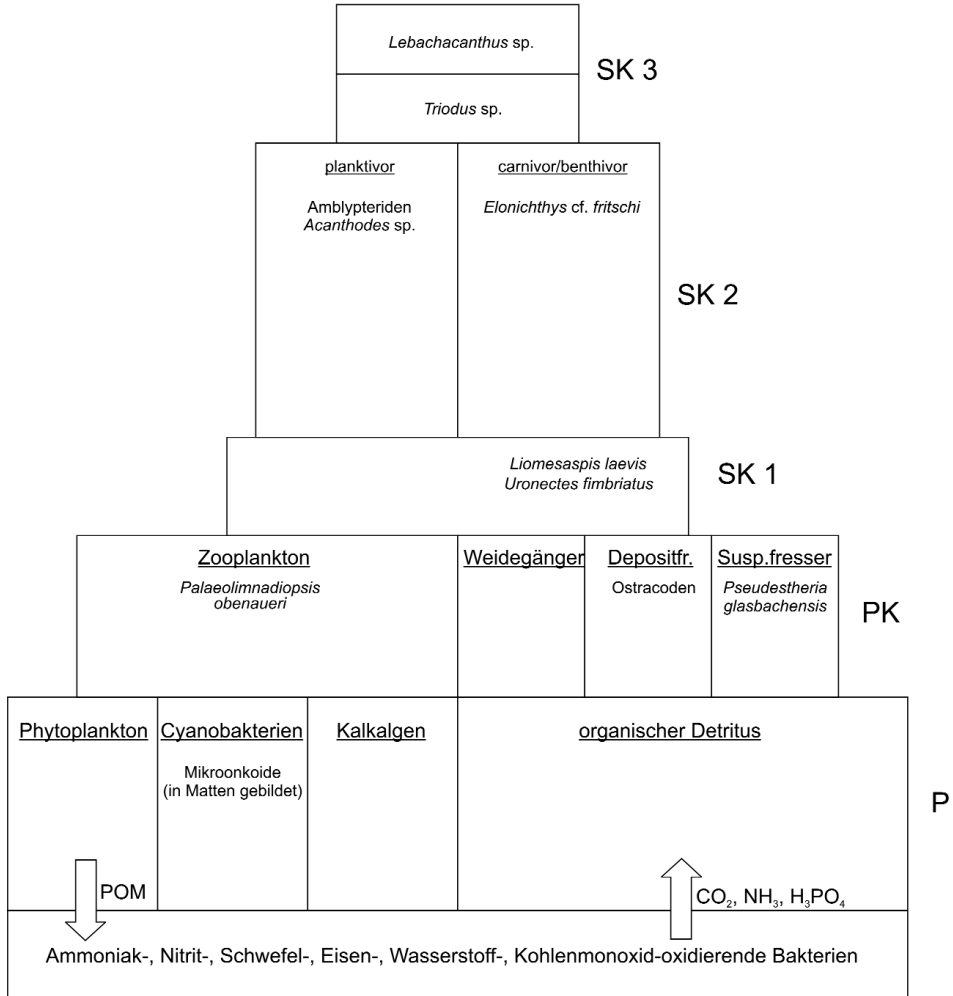 Lebachacanthus sp.
SK 3
Triodus sp.
planktivor
Amblypteriden
Acanthodes sp.
carnivor/benthivor
Elonichthys cf. fritschi
SK 2
Liomesaspis laevis
Uronectes fimbriatus
SK 1
Zooplankton
Palaeolimnadiopsis
obenaueri
Weidegänger
Depositfr.
Ostracoden
Susp.fresser
Pseudestheria
glasbachensis
PK
Phytoplankton
Cyanobakterien
Mikroonkoide
(in Matten gebildet)
Kalkalgen
organischer Detritus
P
POM
CO₂, NH₃, H₃PO₄
Ammoniak-, Nitrit-, Schwefel-, Eisen-, Wasserstoff-, Kohlenmonoxid-oxidierende Bakterien